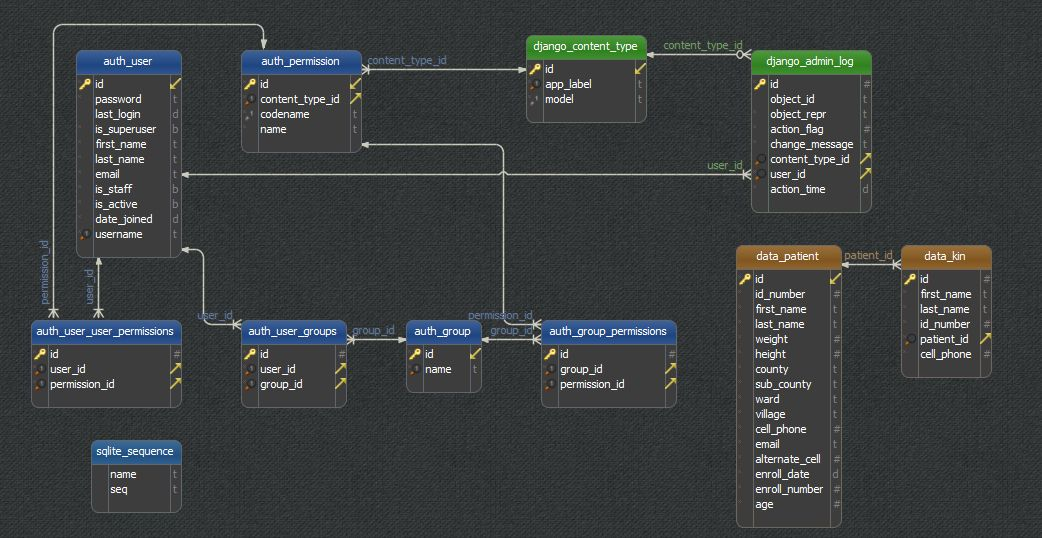 auth_user
id
password t
last_login d
is_superuser b
first_name t
last_name t
email t
is_staff b
is_active b
date_joined d
username t
auth_permission
id
content_type_id
codename t
name t
content_type_id
django_content_type
id
app_label t
model t
content_type_id
django_admin_log
id #
object_id t
object_repr t
action_flag #
change_message t
content_type_id
user_id
action_time d
user_id
permission_id
user_id
auth_user_user_permissions
id #
user_id
permission_id
user_id
auth_user_groups
id #
user_id
group_id
group_id
auth_group
id
name t
permission_id
group_id
auth_group_permissions
id #
group_id
permission_id
data_patient
id
id_number #
first_name t
last_name t
weight #
height #
county t
sub_county t
ward t
village t
cell_phone #
email t
alternate_cell #
enroll_date d
enroll_number #
age #
patient_id
data_kin
id #
first_name t
last_name t
id_number #
patient_id
cell_phone #
sqlite_sequence
name t
seq t